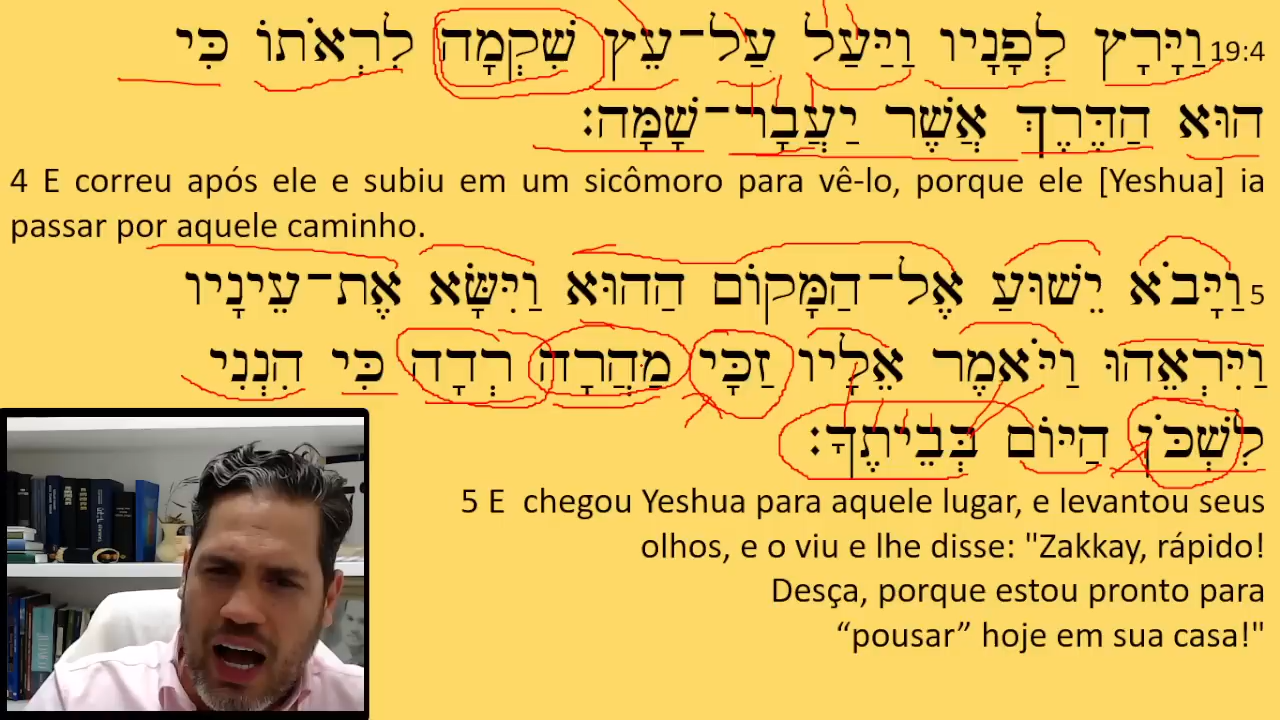 19:4 וַיָּרָץ לְפָנָיו וַיַּעַל עַל־עֵץ שִׁקְמָה לִרְאֹתוֹ כִּי
הוּא הַדֶּרֶךְ אֲשֶׁר יַעֲבָר־שָׁמָּה׃
4 E correu após ele e subiu em um sicômoro para vê-lo, porque ele [Yeshua] ia
passar por aquele caminho.
5 וַיָּבֹא יֵשׁוּעַ אֶל־הַמָּקוֹם הַהוּא וַיִּשָּׂא אֶת־עֵינָיו
וַיִּרְאֵהוּ וַיֹּאמֶר אֵלָיו זַכָּי מַהֲרָה רְדָה כִּי הִנְנִי
לִשְׁכֹּן הַיּוֹם בְּבֵיתֶךָ׃
5 E chegou Yeshua para aquele lugar, e levantou seus
olhos, e o viu e lhe disse: "Zakkay, rápido!
Desça, porque estou pronto para
“pousar” hoje em sua casa!"